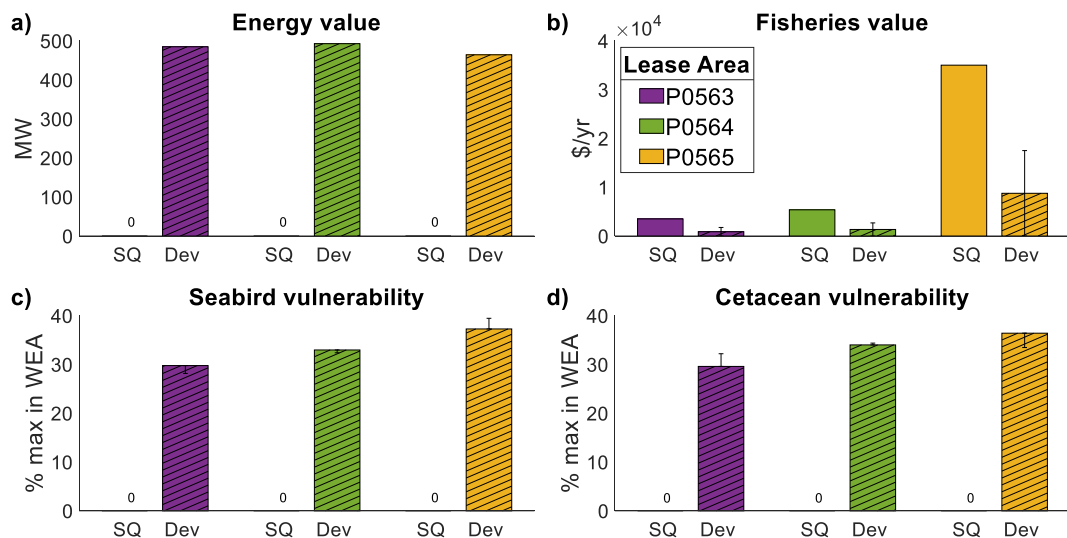 a) Energy value
500
400
300
200
100
0
MW
0 0 0
SQ Dev SQ Dev SQ Dev
b) Fisheries value
×10⁴
4
3
2
1
0
$/yr
Lease Area
P0563
P0564
P0565
SQ Dev SQ Dev SQ Dev
c) Seabird vulnerability
40
30
20
10
0
% max in WEA
0 0 0
SQ Dev SQ Dev SQ Dev
d) Cetacean vulnerability
40
30
20
10
0
% max in WEA
0 0 0
SQ Dev SQ Dev SQ Dev